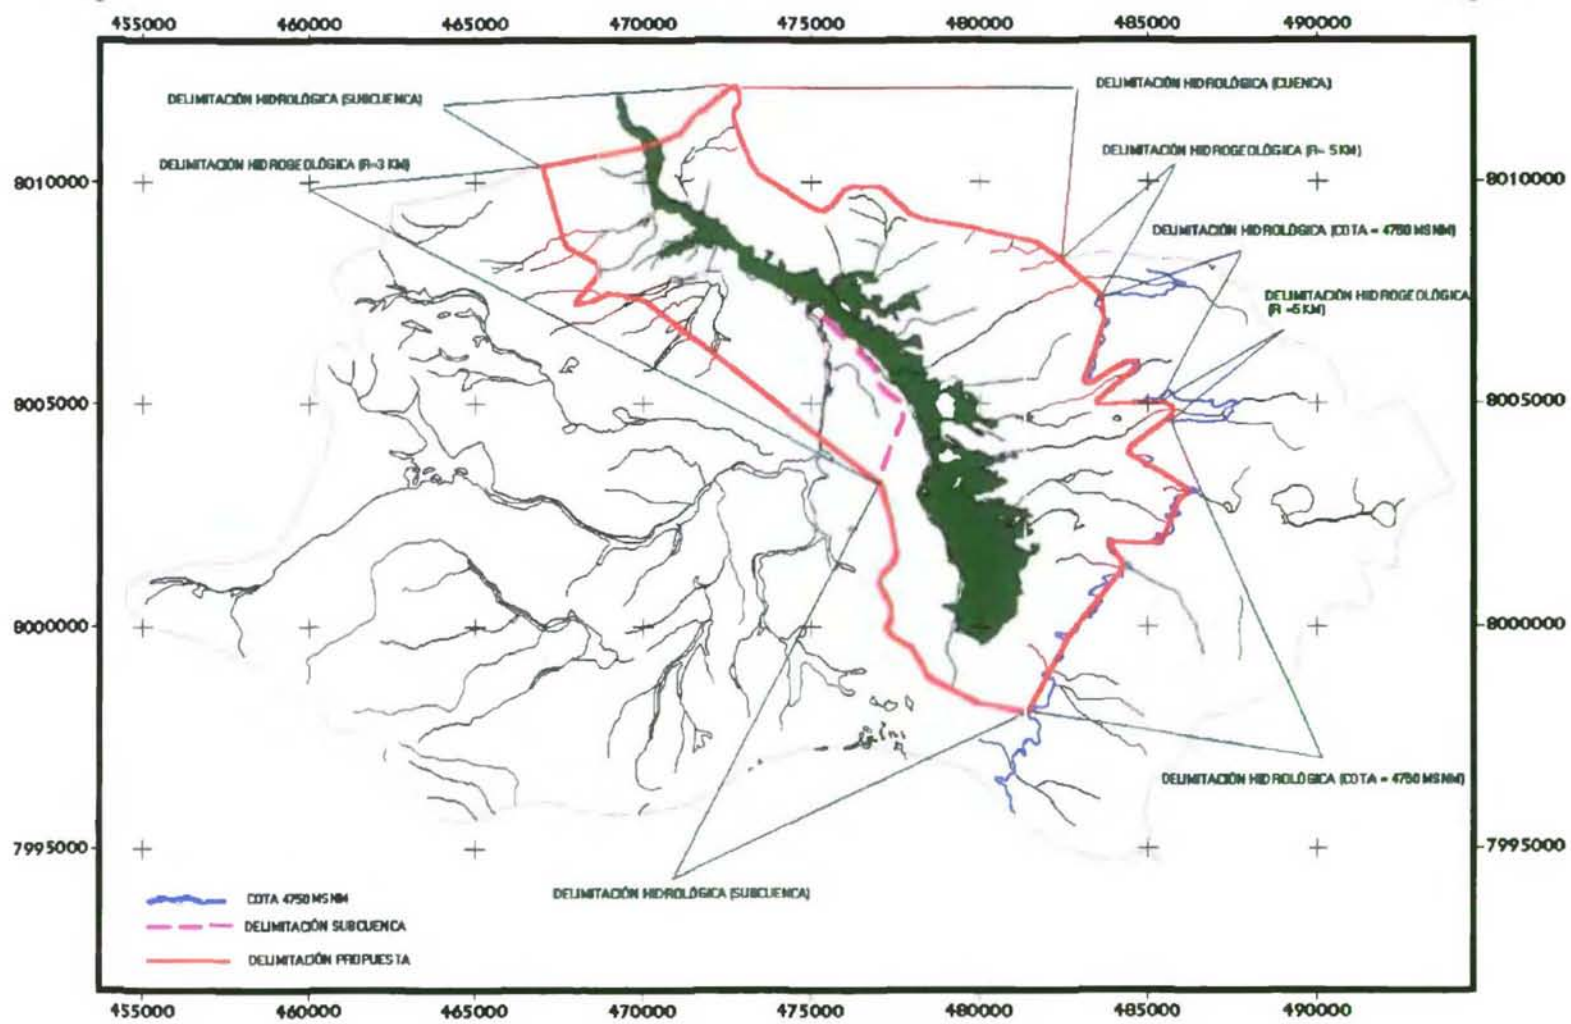 455000 460000 465000 470000 475000 480000 485000 490000
DELIMITACIÓN HIDROLÓGICA (SUBCUENCA)
DELIMITACIÓN HIDROLÓGICA (CUENCA)
DELIMITACIÓN HIDROGEOLÓGICA (R=3 KM)
DELIMITACIÓN HIDROGEOLÓGICA (R= 5 KM)
8010000 8010000
DELIMITACIÓN HIDROLÓGICA (COTA = 4750 MSNM)
DELIMITACIÓN HIDROGEOLÓGICA
(R =5 KM)
8005000 8005000
8000000 8000000
DELIMITACIÓN HIDROLÓGICA (COTA = 4750 MSNM)
7995000 7995000
DELIMITACIÓN HIDROLÓGICA (SUBCUENCA)
COTA 4750 MSNM
DELIMITACIÓN SUBCUENCA
DELIMITACIÓN PROPUESTA
455000 460000 465000 470000 475000 480000 485000 490000